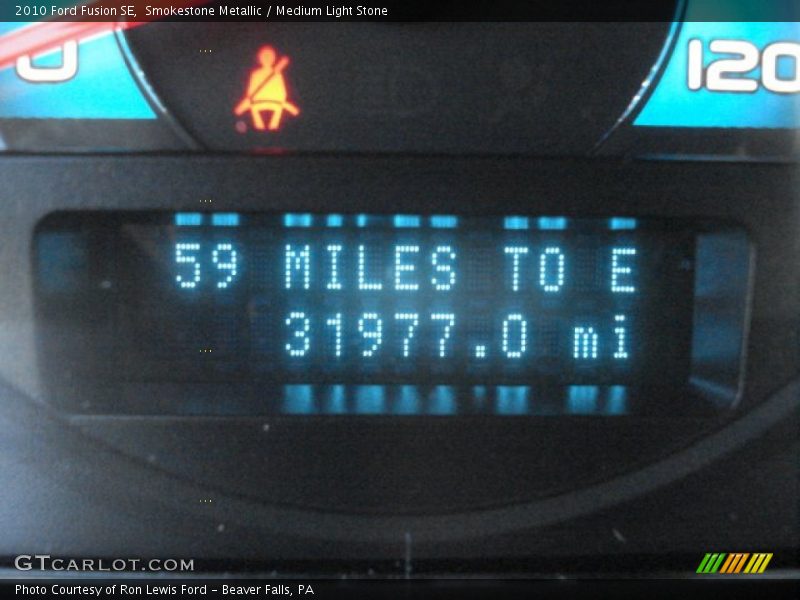 2010 Ford Fusion SE, Smokestone Metallic / Medium Light Stone
120
59 MILES TO E
31977.0 mi
GTCARLOT.COM
Photo Courtesy of Ron Lewis Ford - Beaver Falls, PA